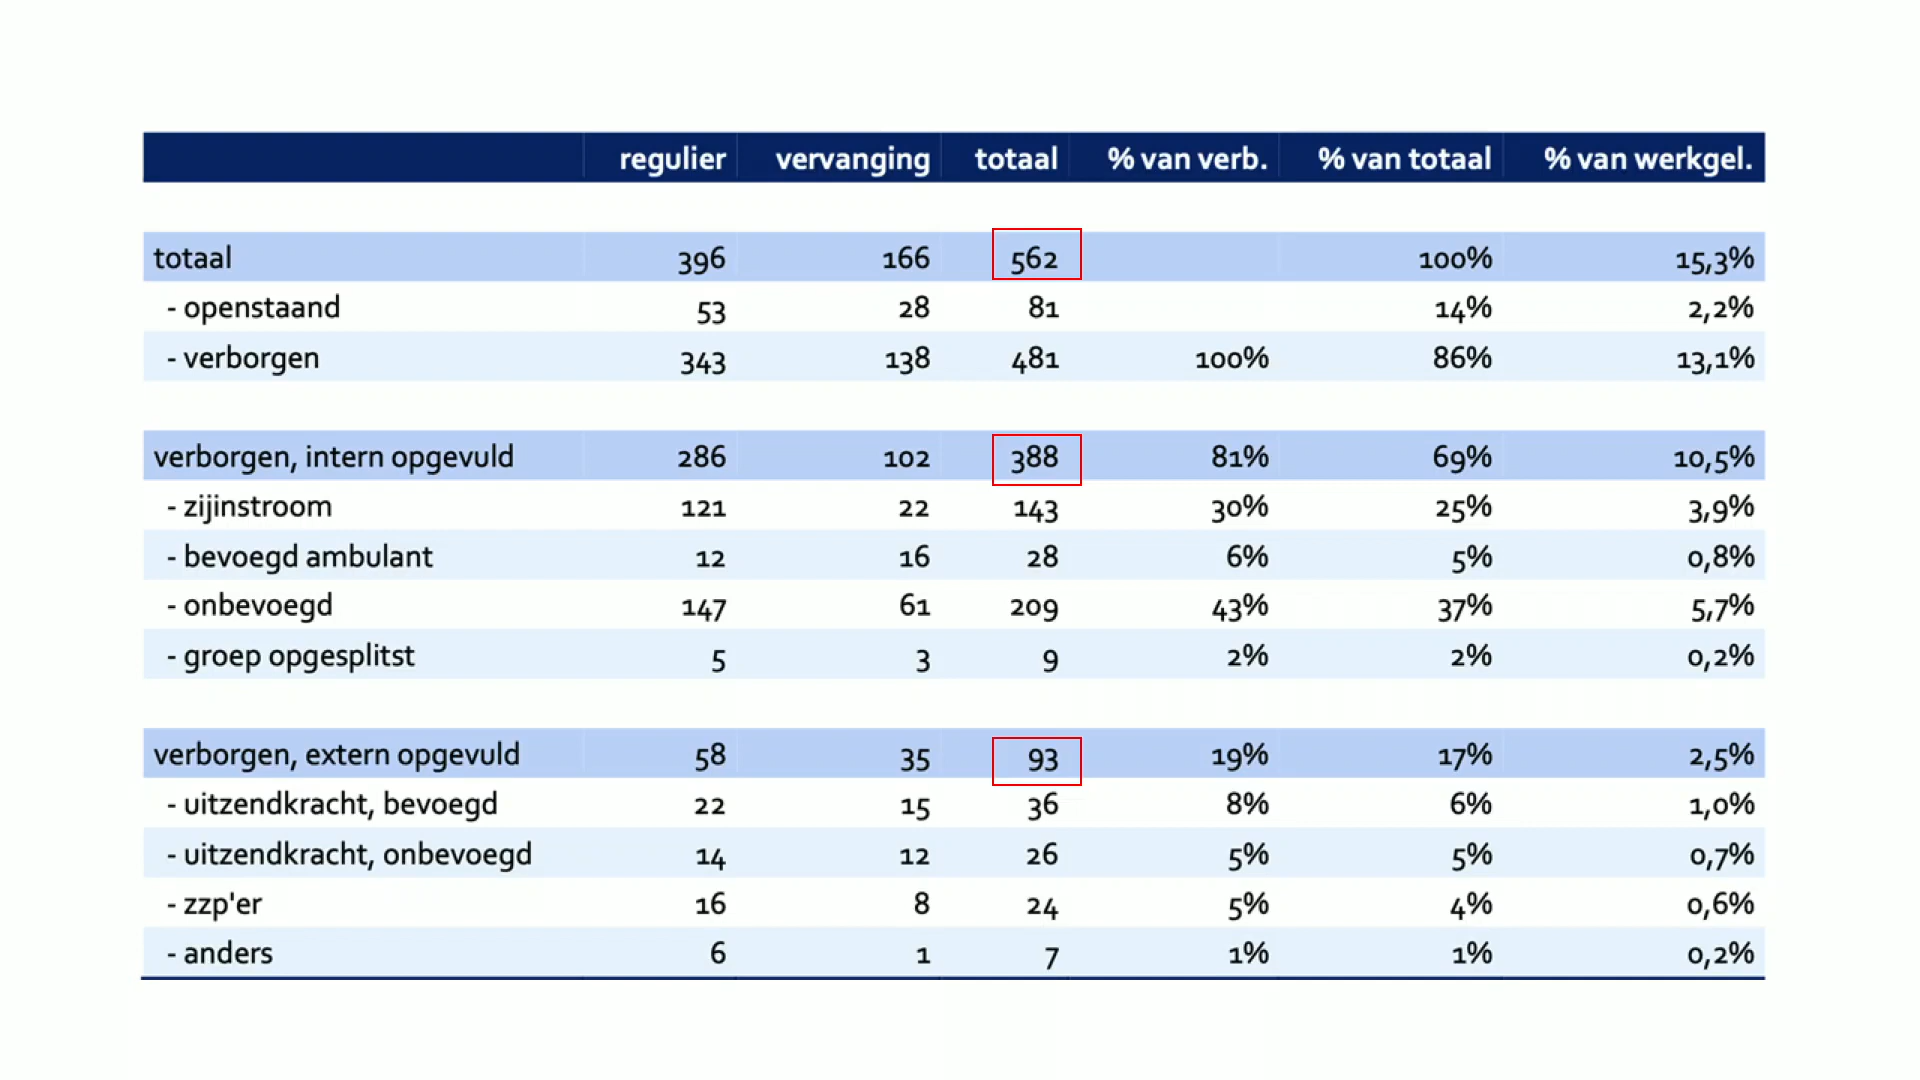 regulier vervanging totaal % van verb. % van totaal % van werkgel.
totaal 396 166 562 100% 15,3%
- openstaand 53 28 81 14% 2,2%
- verborgen 343 138 481 100% 86% 13,1%
verborgen, intern opgevuld 286 102 388 81% 69% 10,5%
- zijinstroom 121 22 143 30% 25% 3,9%
- bevoegd ambulant 12 16 28 6% 5% 0,8%
- onbevoegd 147 61 209 43% 37% 5,7%
- groep opgesplitst 5 3 9 2% 2% 0,2%
verborgen, extern opgevuld 58 35 93 19% 17% 2,5%
- uitzendkracht, bevoegd 22 15 36 8% 6% 1,0%
- uitzendkracht, onbevoegd 14 12 26 5% 5% 0,7%
- zzp'er 16 8 24 5% 4% 0,6%
- anders 6 1 7 1% 1% 0,2%